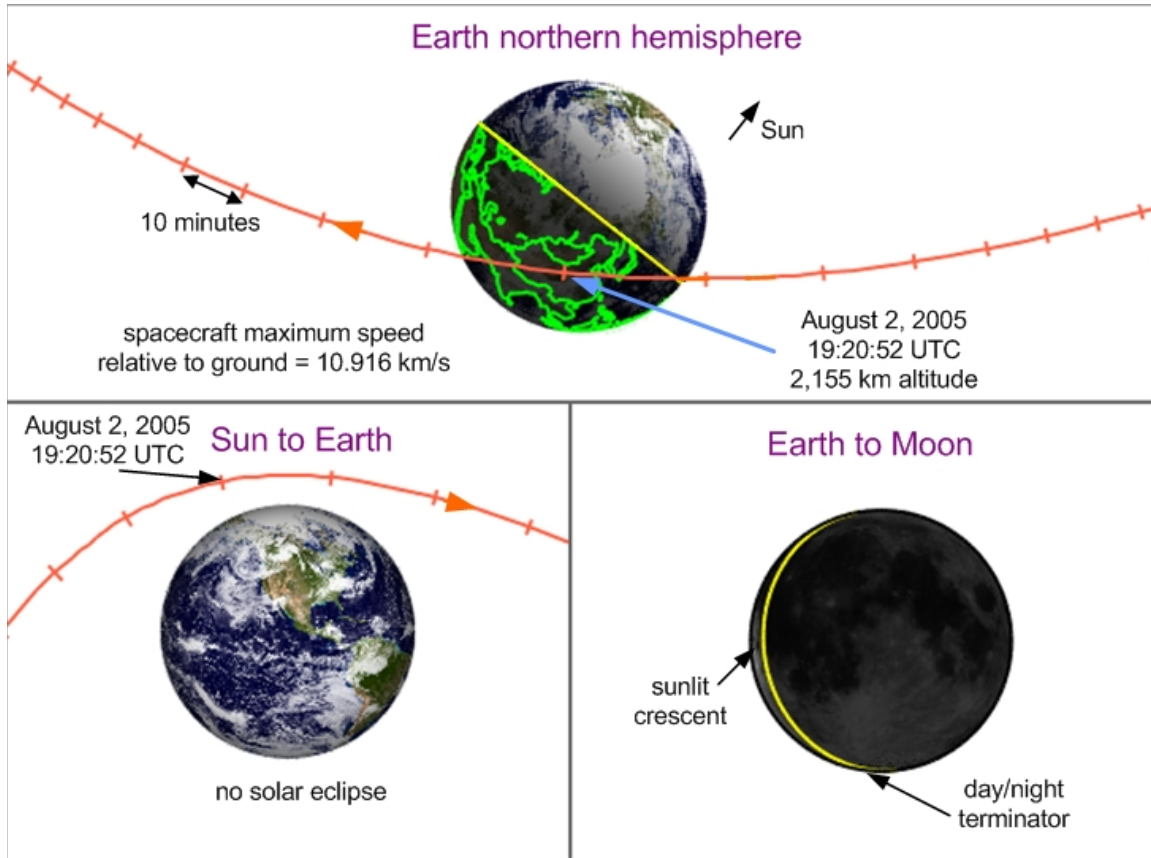 Earth northern hemisphere
Sun
10 minutes
spacecraft maximum speed
relative to ground = 10.916 km/s
August 2, 2005
19:20:52 UTC
2,155 km altitude
August 2, 2005
19:20:52 UTC
Sun to Earth
no solar eclipse
Earth to Moon
sunlit
crescent
day/night
terminator